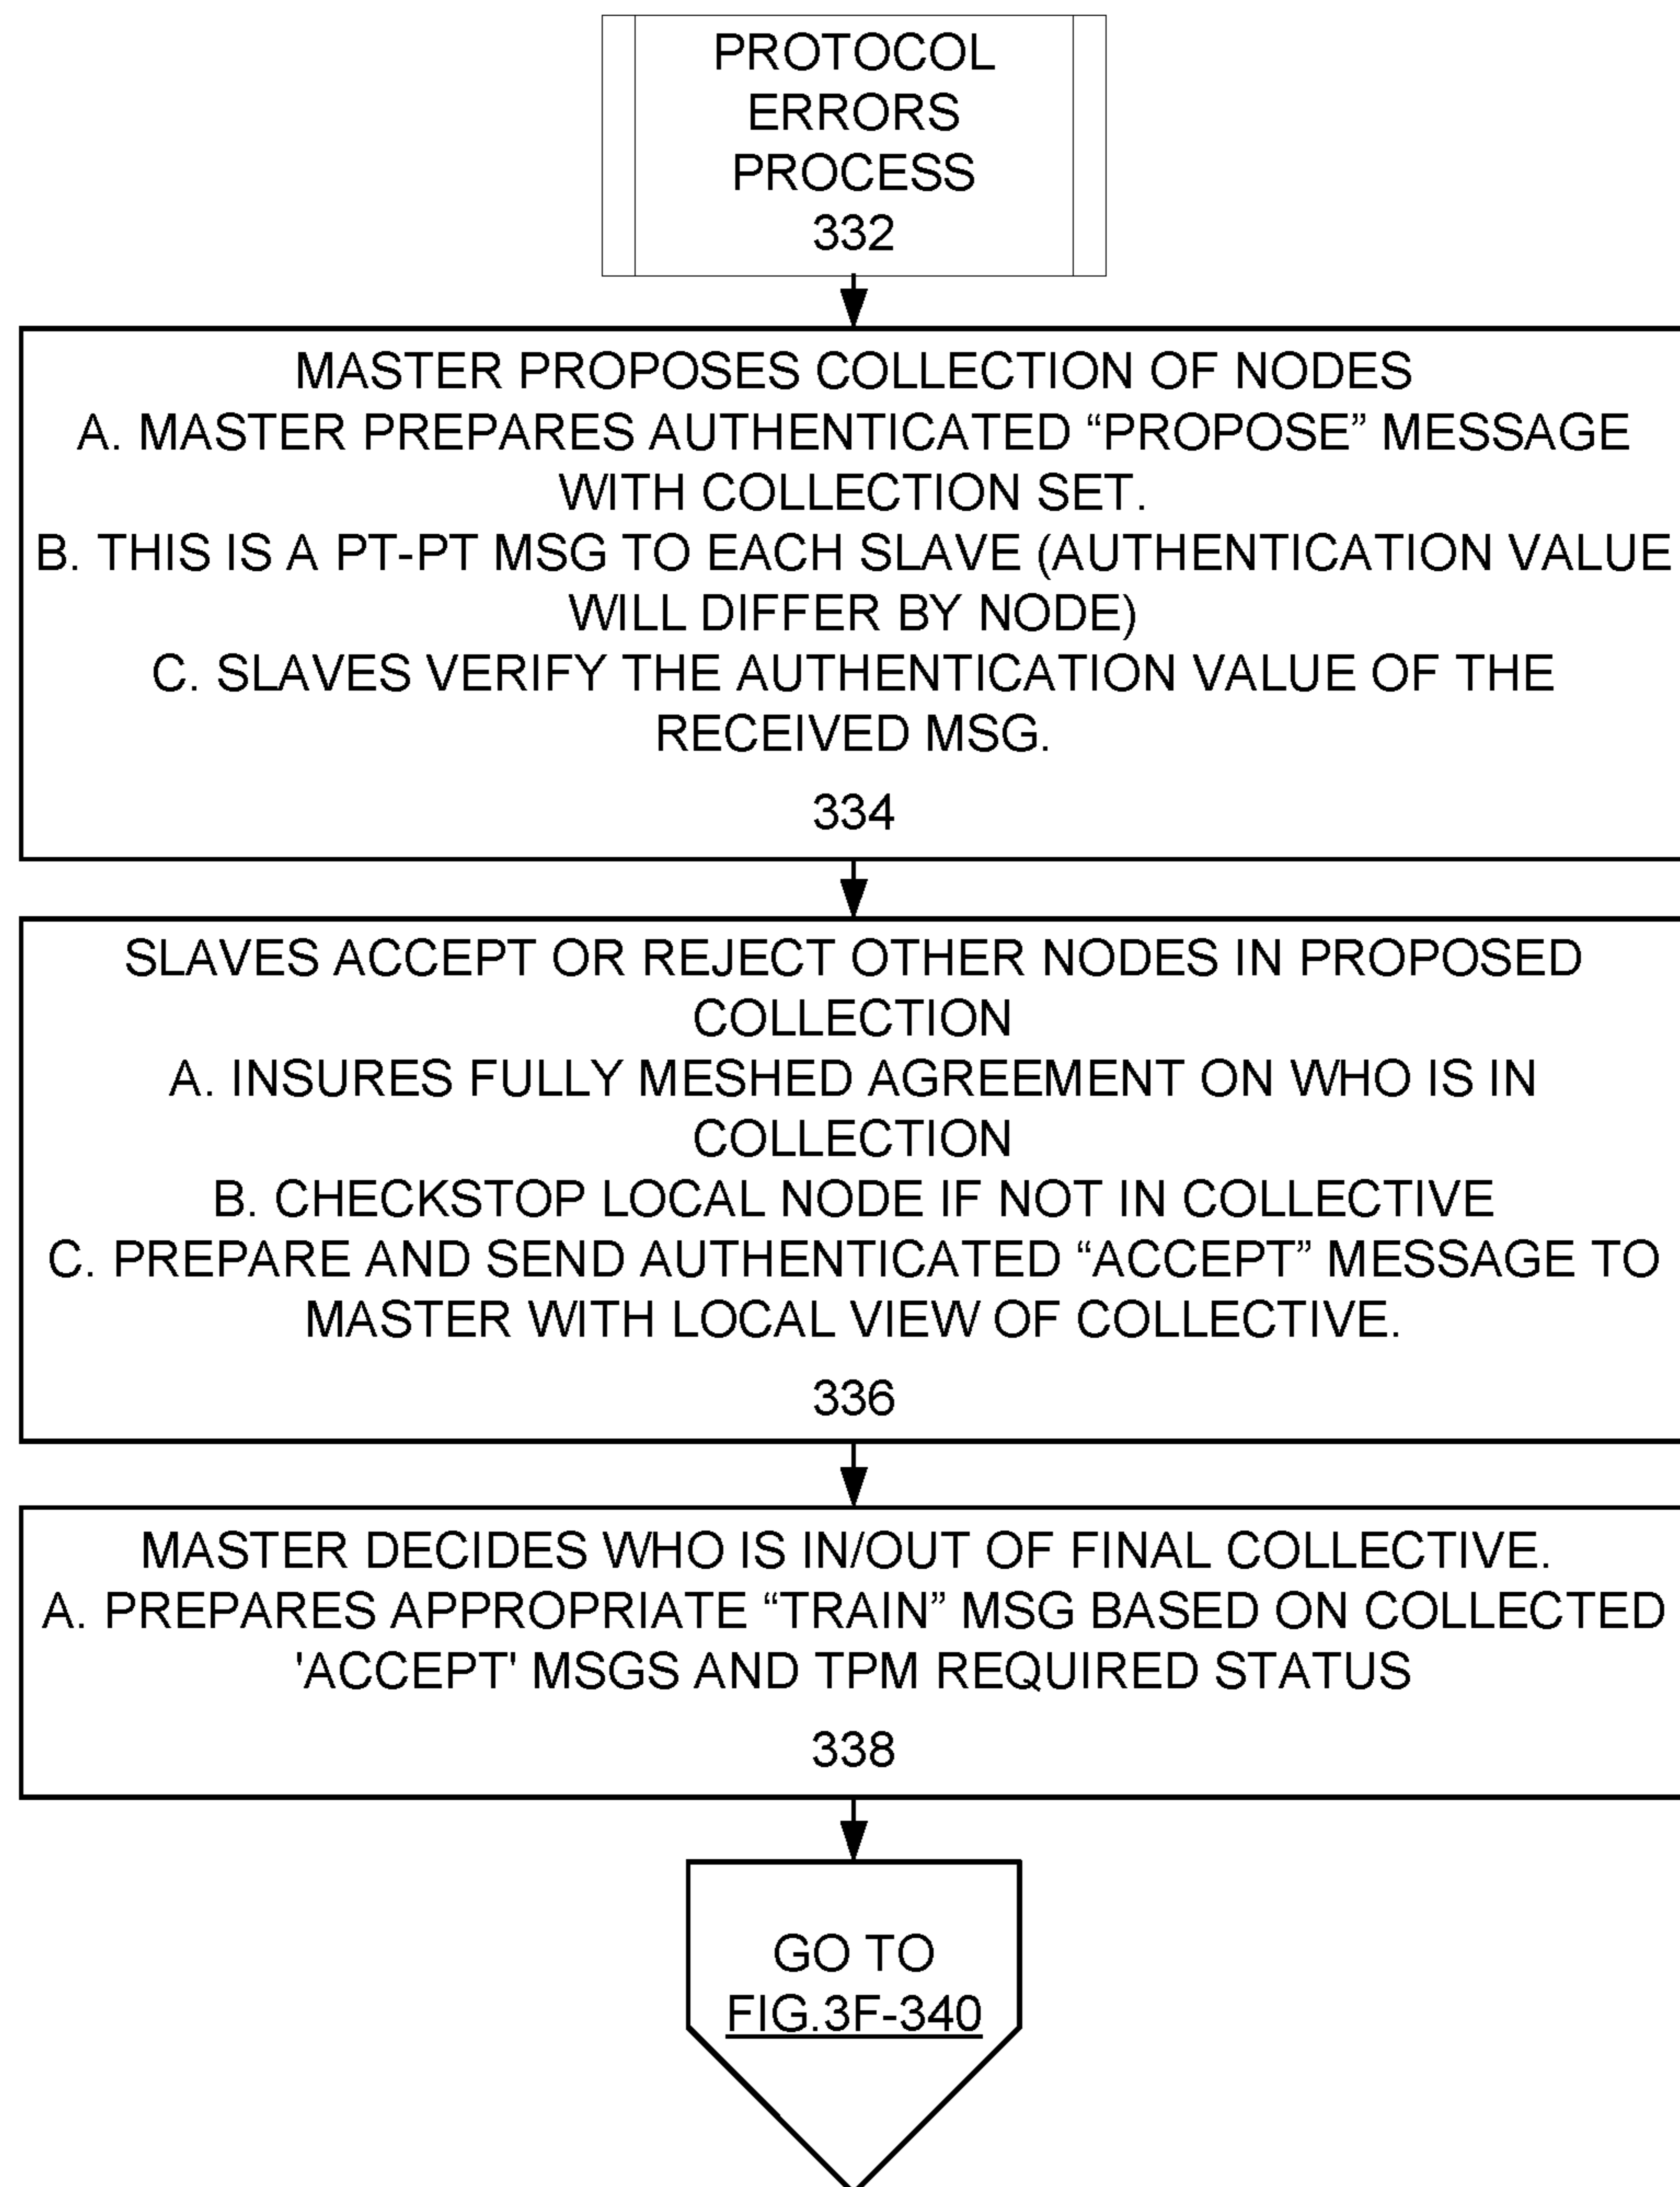 PROTOCOL
ERRORS
PROCESS
332
MASTER PROPOSES COLLECTION OF NODES
A. MASTER PREPARES AUTHENTICATED “PROPOSE” MESSAGE
WITH COLLECTION SET.
B. THIS IS A PT-PT MSG TO EACH SLAVE (AUTHENTICATION VALUE
WILL DIFFER BY NODE)
C. SLAVES VERIFY THE AUTHENTICATION VALUE OF THE
RECEIVED MSG.
334
SLAVES ACCEPT OR REJECT OTHER NODES IN PROPOSED
COLLECTION
A. INSURES FULLY MESHED AGREEMENT ON WHO IS IN
COLLECTION
B. CHECKSTOP LOCAL NODE IF NOT IN COLLECTIVE
C. PREPARE AND SEND AUTHENTICATED “ACCEPT” MESSAGE TO
MASTER WITH LOCAL VIEW OF COLLECTIVE.
336
MASTER DECIDES WHO IS IN/OUT OF FINAL COLLECTIVE.
A. PREPARES APPROPRIATE “TRAIN” MSG BASED ON COLLECTED
'ACCEPT' MSGS AND TPM REQUIRED STATUS
338
GO TO
FIG.3F-340